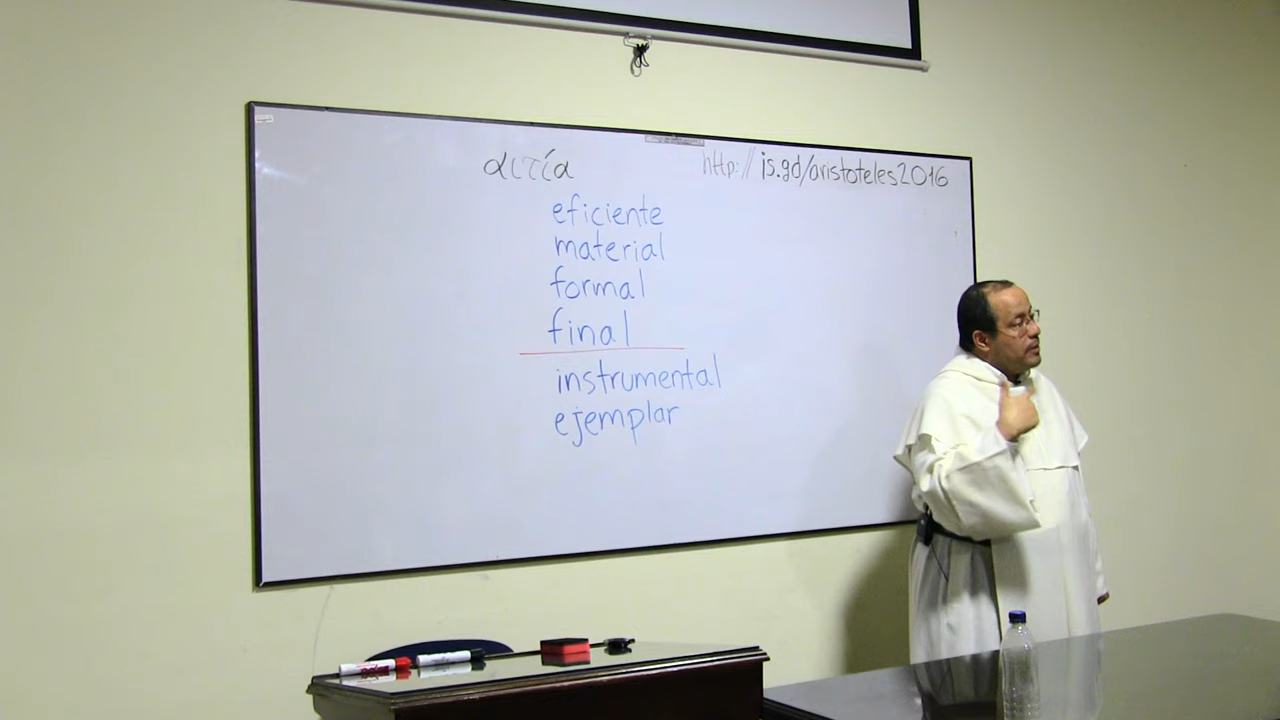 αιτία
http://is.gd/aristoteles2016
eficiente
material
formal
final
instrumental
ejemplar